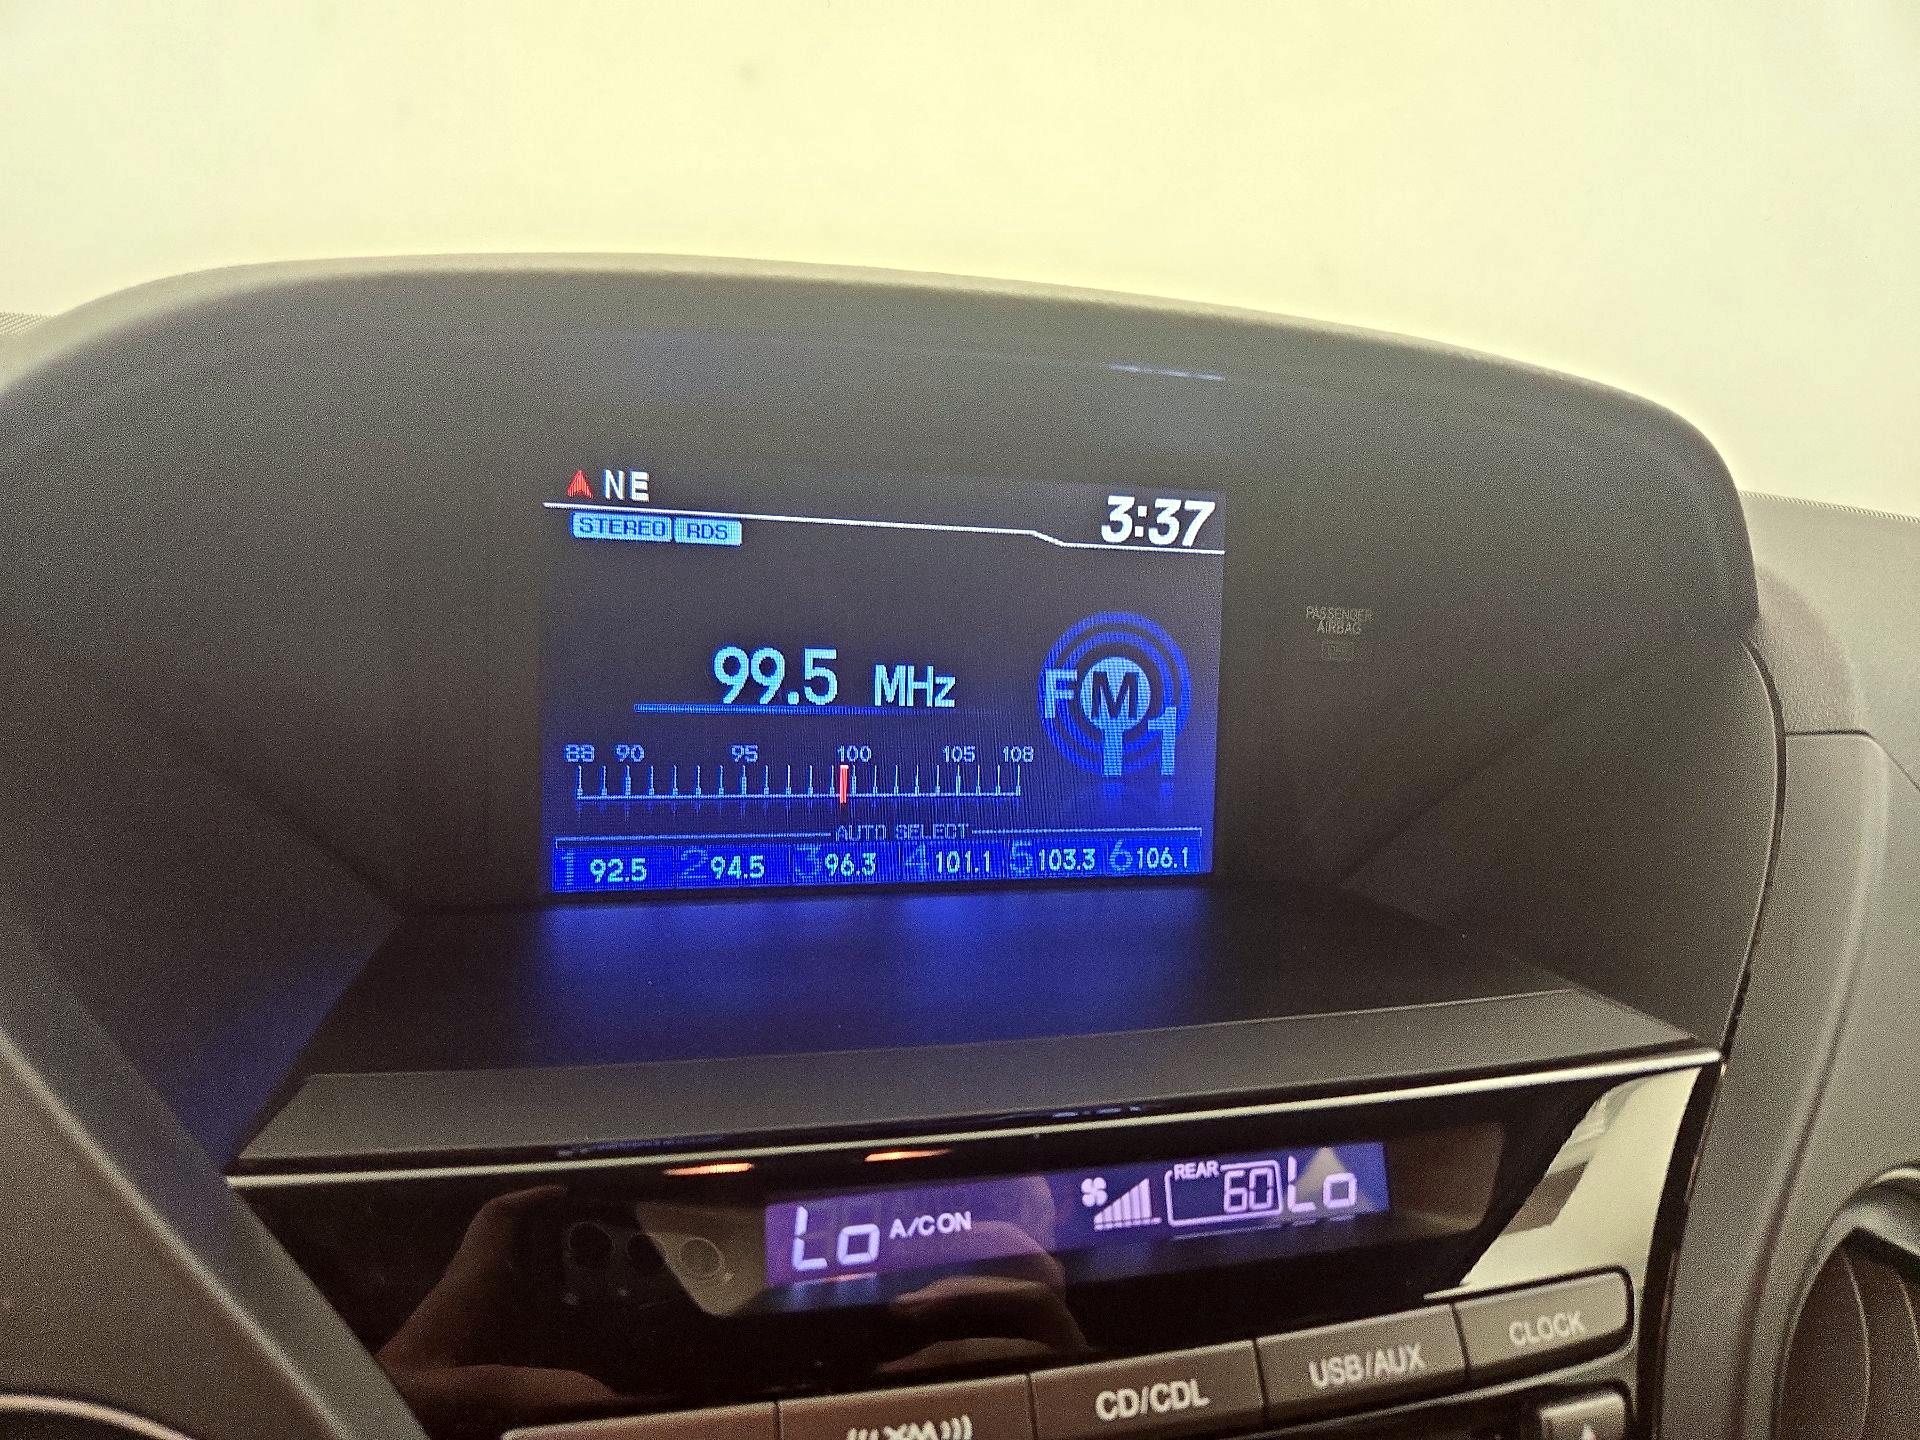 NE
3:37
STEREO RDS
PASSENGER
AIRBAG
99.5 MHz
FM1
88 90 95 100 105 108
AUTO SELECT
1 92.5 2 94.5 3 96.3 4 101.1 5 103.3 6 106.1
Lo A/C ON REAR 60 Lo
XM CD/CDL USB/AUX CLOCK